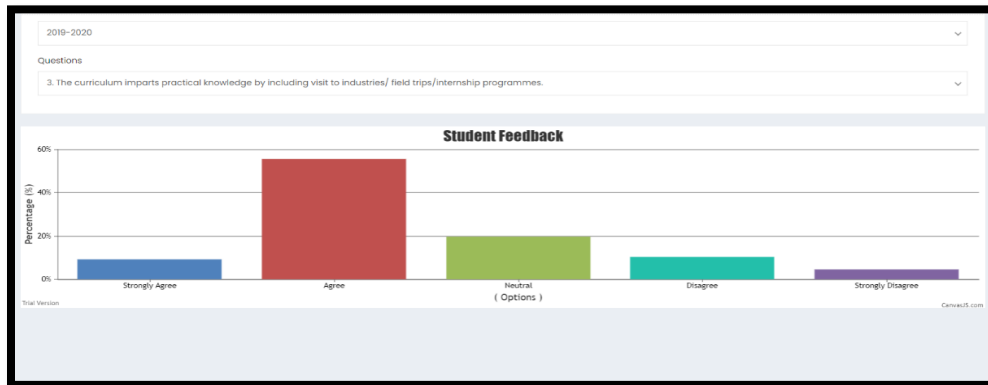 2019-2020
Questions
3. The curriculum imparts practical knowledge by including visit to industries/ field trips/internship programmes.
Student Feedback
60%
40%
20%
0%
Percentage (%)
Strongly Agree Agree Neutral Disagree Strongly Disagree
( Options )
Trial Version CanvasJS.com